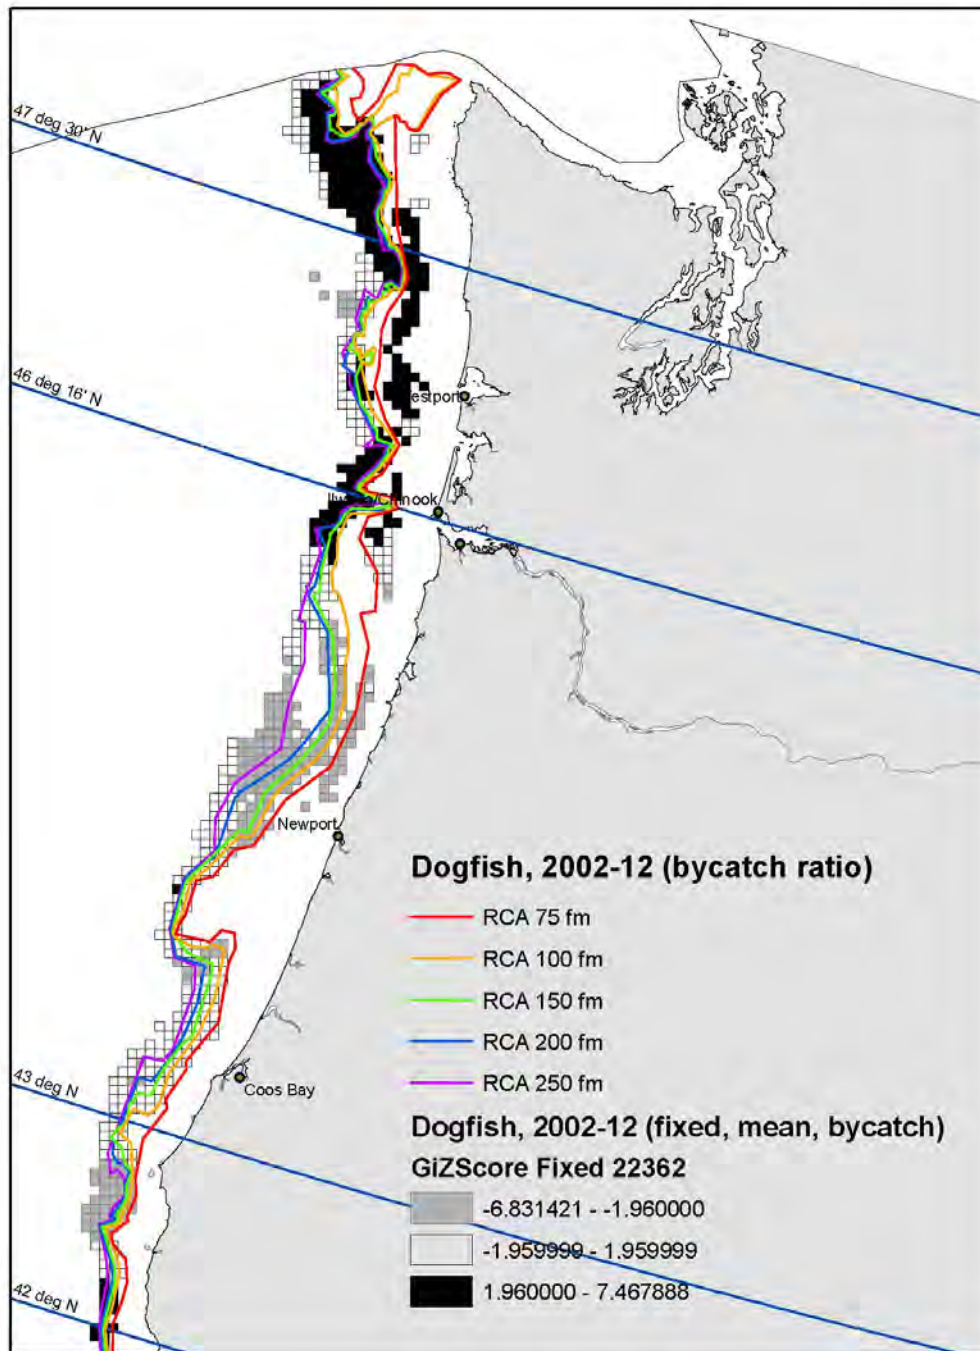 47 deg 30' N
46 deg 16' N
estport
Ilwaco/Chinook
Newport
Dogfish, 2002-12 (bycatch ratio)
RCA 75 fm
RCA 100 fm
RCA 150 fm
RCA 200 fm
RCA 250 fm
43 deg N
Coos Bay
Dogfish, 2002-12 (fixed, mean, bycatch)
GiZScore Fixed 22362
-6.831421 - -1.960000
-1.959999 - 1.959999
1.960000 - 7.467888
42 deg N